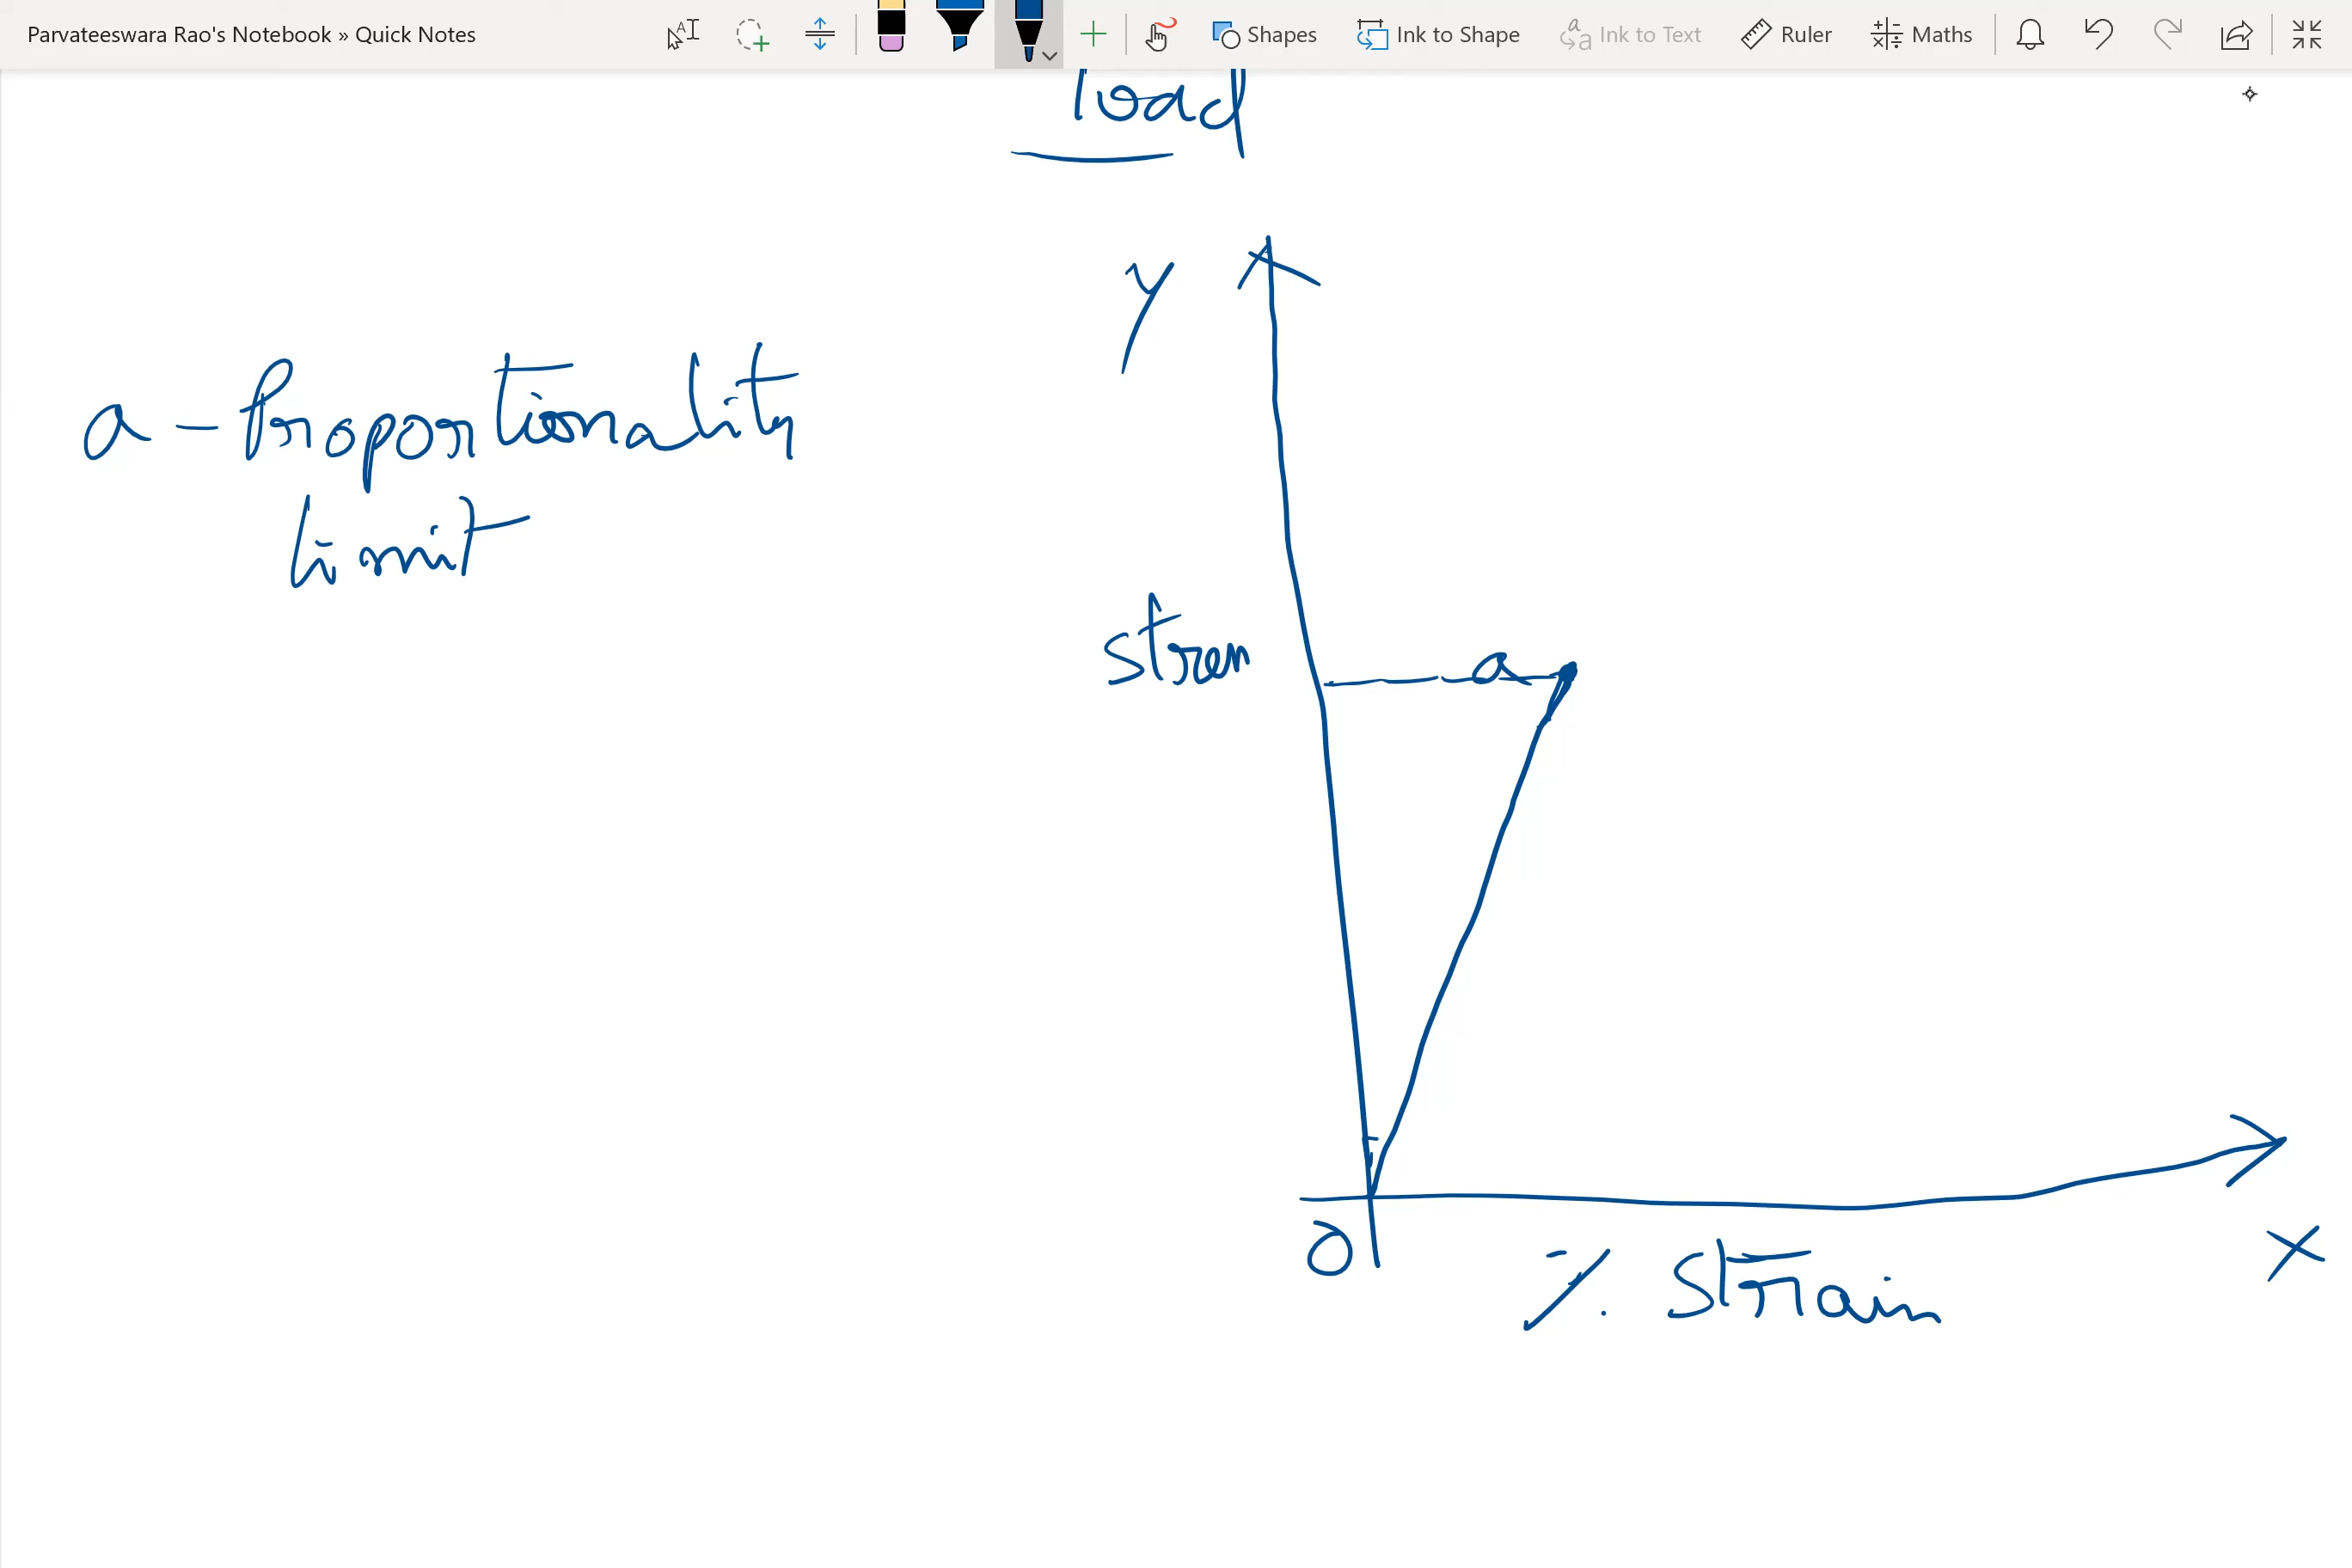 Parvateeswara Rao's Notebook » Quick Notes
Shapes
Ink to Shape
Ink to Text
Ruler
Maths
load
y
a - Proportionality
limit
stress
a
O
% Strain
x